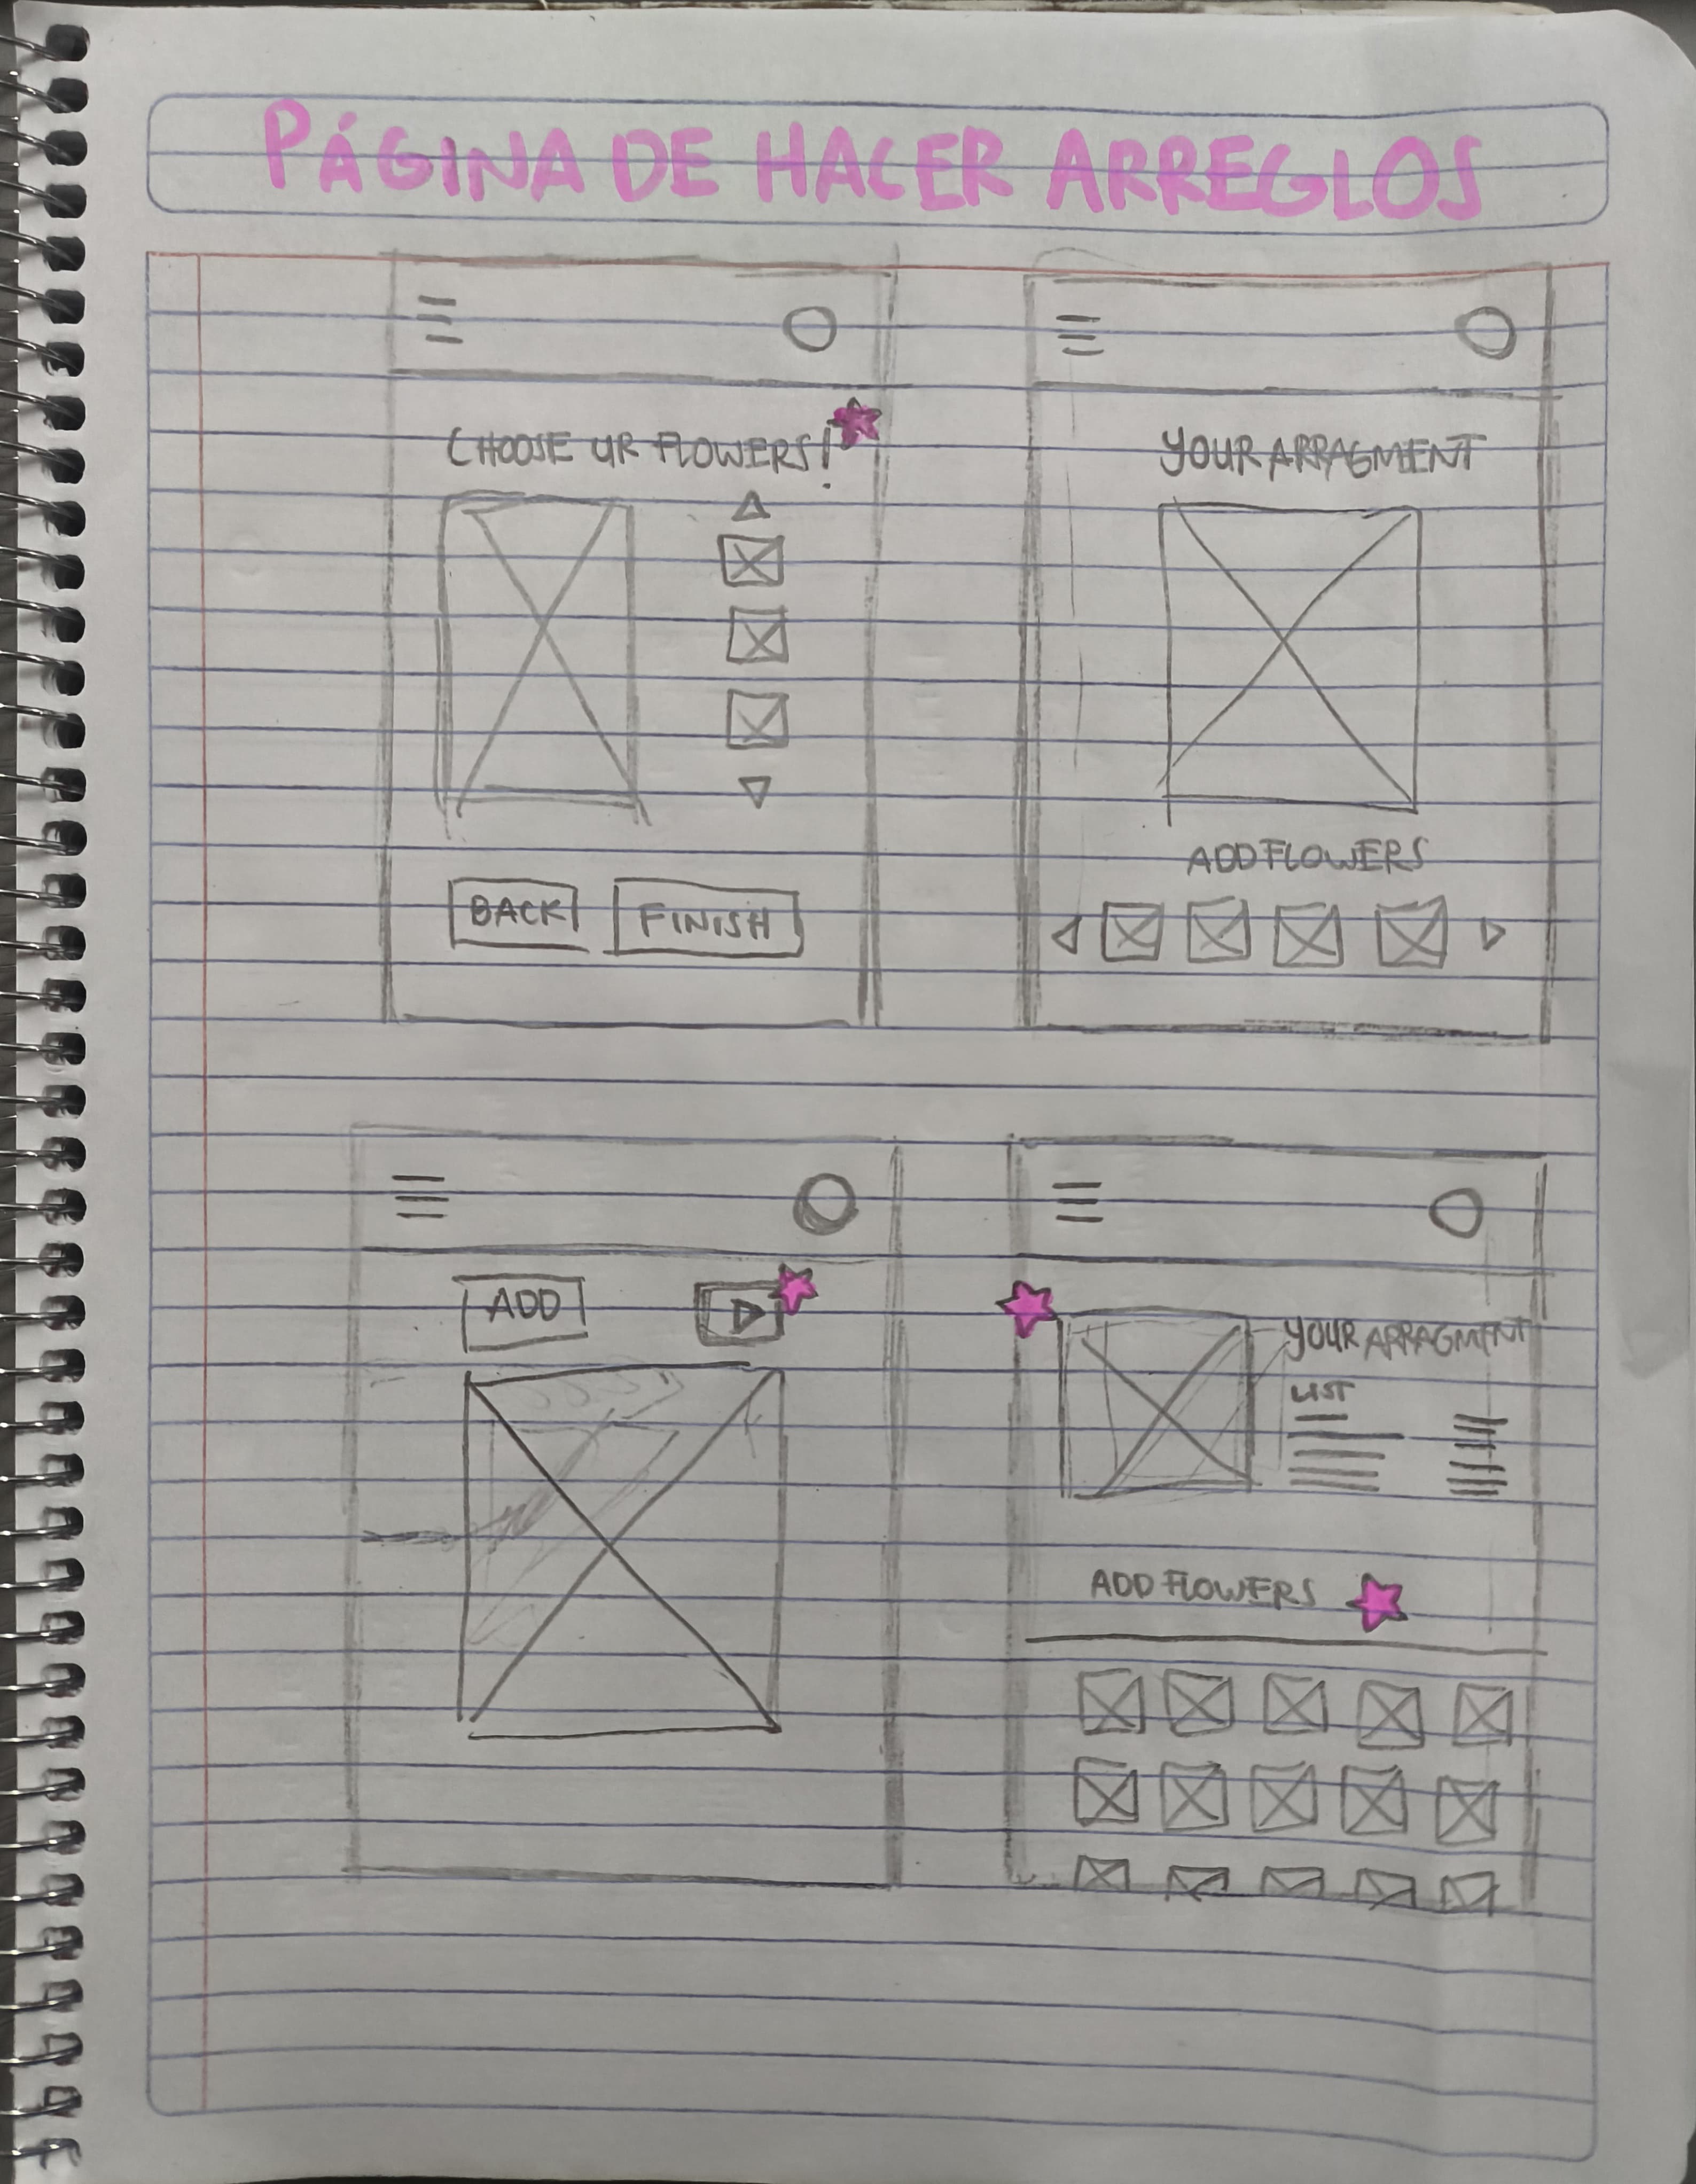 PÁGINA DE HACER ARREGLOS
CHOOSE UR FLOWERS!
BACK
FINISH
YOUR ARRAGMENT
ADD FLOWERS
ADD
YOUR ARRAGMENT
LIST
ADD FLOWERS